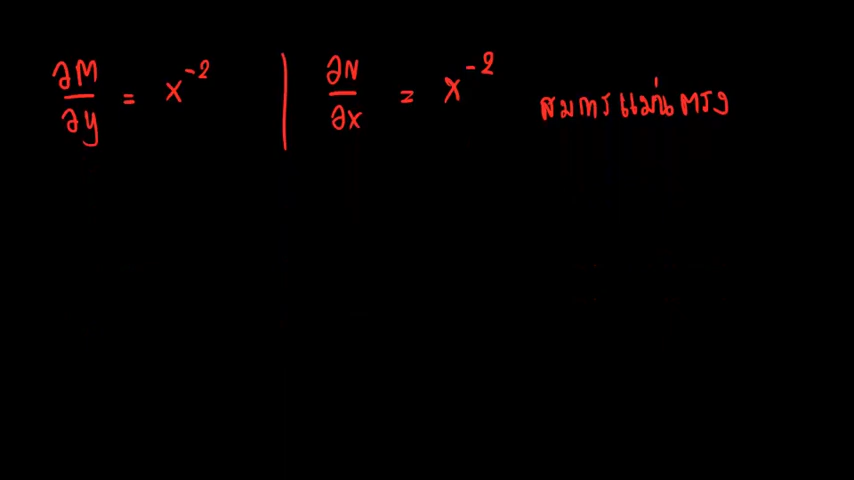 ∂M/∂y = x⁻² | ∂N/∂x = x⁻² สมการแม่นตรง